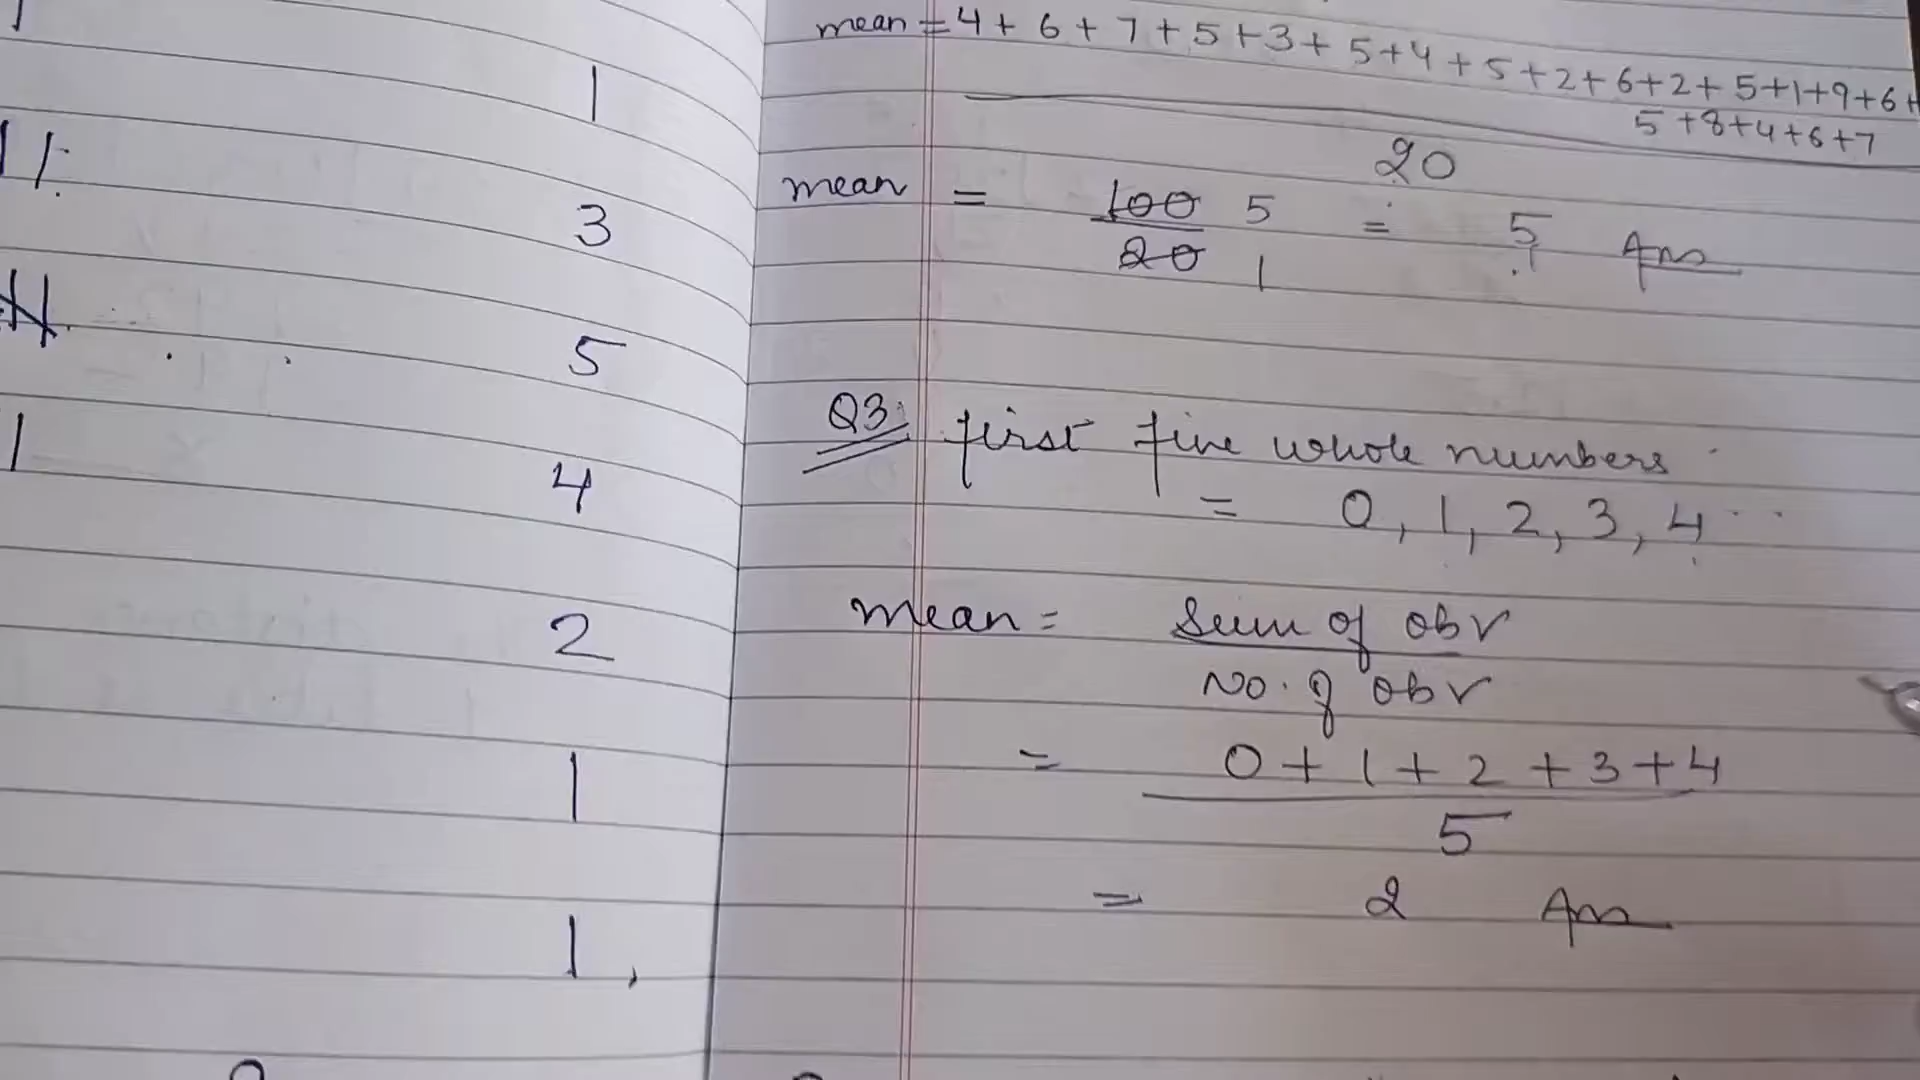 1
3
5
4
2
1
1,
mean = 4 + 6 + 7 + 5 + 3 + 5 + 4 + 5 + 2 + 6 + 2 + 5 + 1 + 9 + 6 +
5 + 8 + 4 + 6 + 7
20
mean = 100 5 = 5 Ans
20 1
Q3. first five whole numbers
= 0, 1, 2, 3, 4
mean = Sum of obv
No. of obv
= 0 + 1 + 2 + 3 + 4
5
= 2 Ans